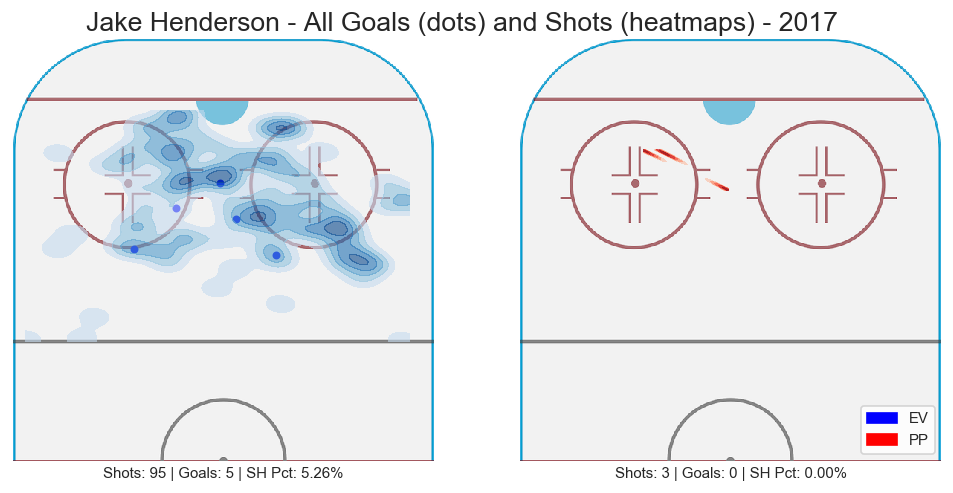 Jake Henderson - All Goals (dots) and Shots (heatmaps) - 2017
EV
PP
Shots: 95 | Goals: 5 | SH Pct: 5.26%
Shots: 3 | Goals: 0 | SH Pct: 0.00%